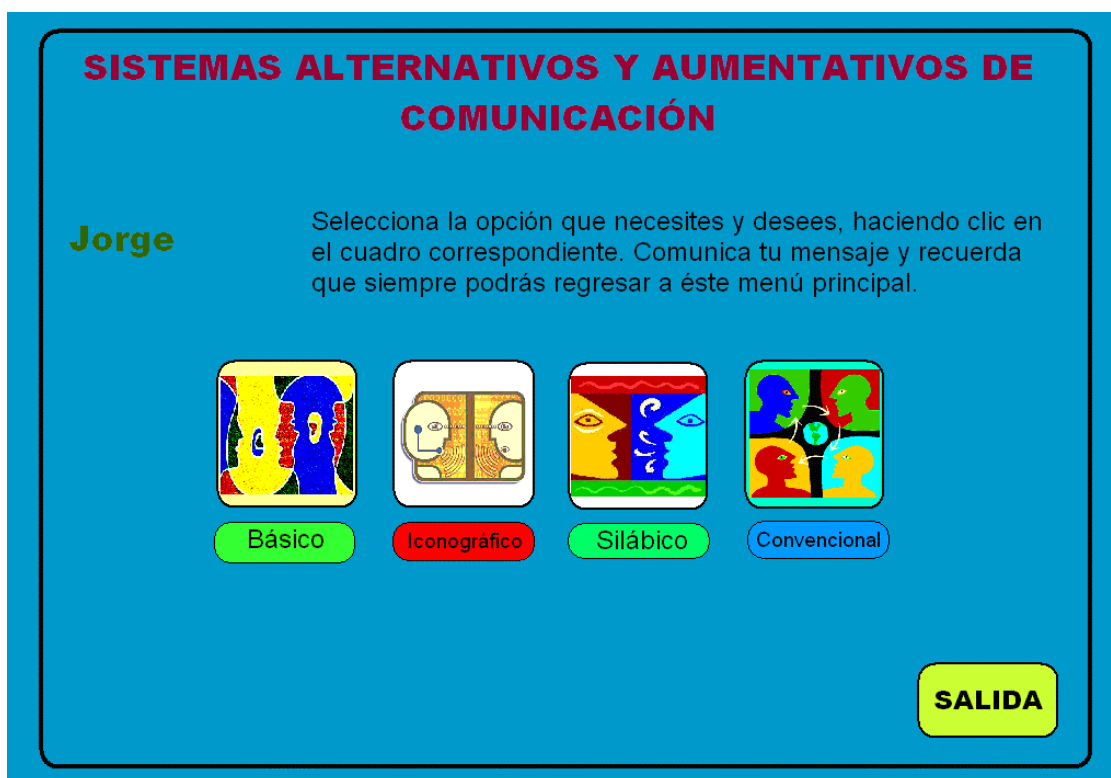 SISTEMAS ALTERNATIVOS Y AUMENTATIVOS DE
COMUNICACIÓN
Jorge
Selecciona la opción que necesites y desees, haciendo clic en
el cuadro correspondiente. Comunica tu mensaje y recuerda
que siempre podrás regresar a éste menú principal.
Básico
Iconográfico
Silábico
Convencional
SALIDA